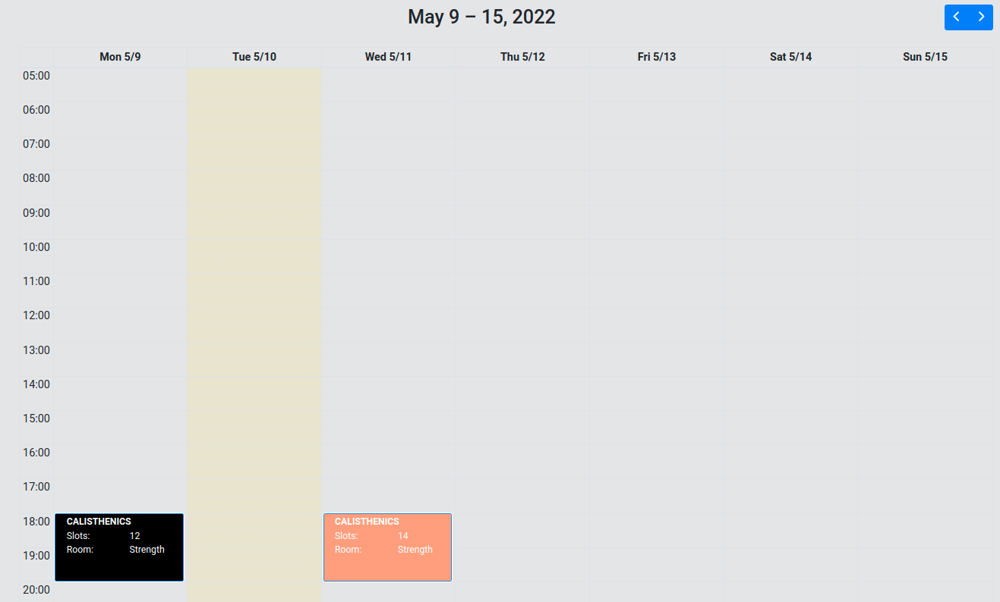 May 9 – 15, 2022
Mon 5/9 Tue 5/10 Wed 5/11 Thu 5/12 Fri 5/13 Sat 5/14 Sun 5/15
05:00
06:00
07:00
08:00
09:00
10:00
11:00
12:00
13:00
14:00
15:00
16:00
17:00
18:00
CALISTHENICS
Slots: 12
Room: Strength
CALISTHENICS
Slots: 14
Room: Strength
19:00
20:00